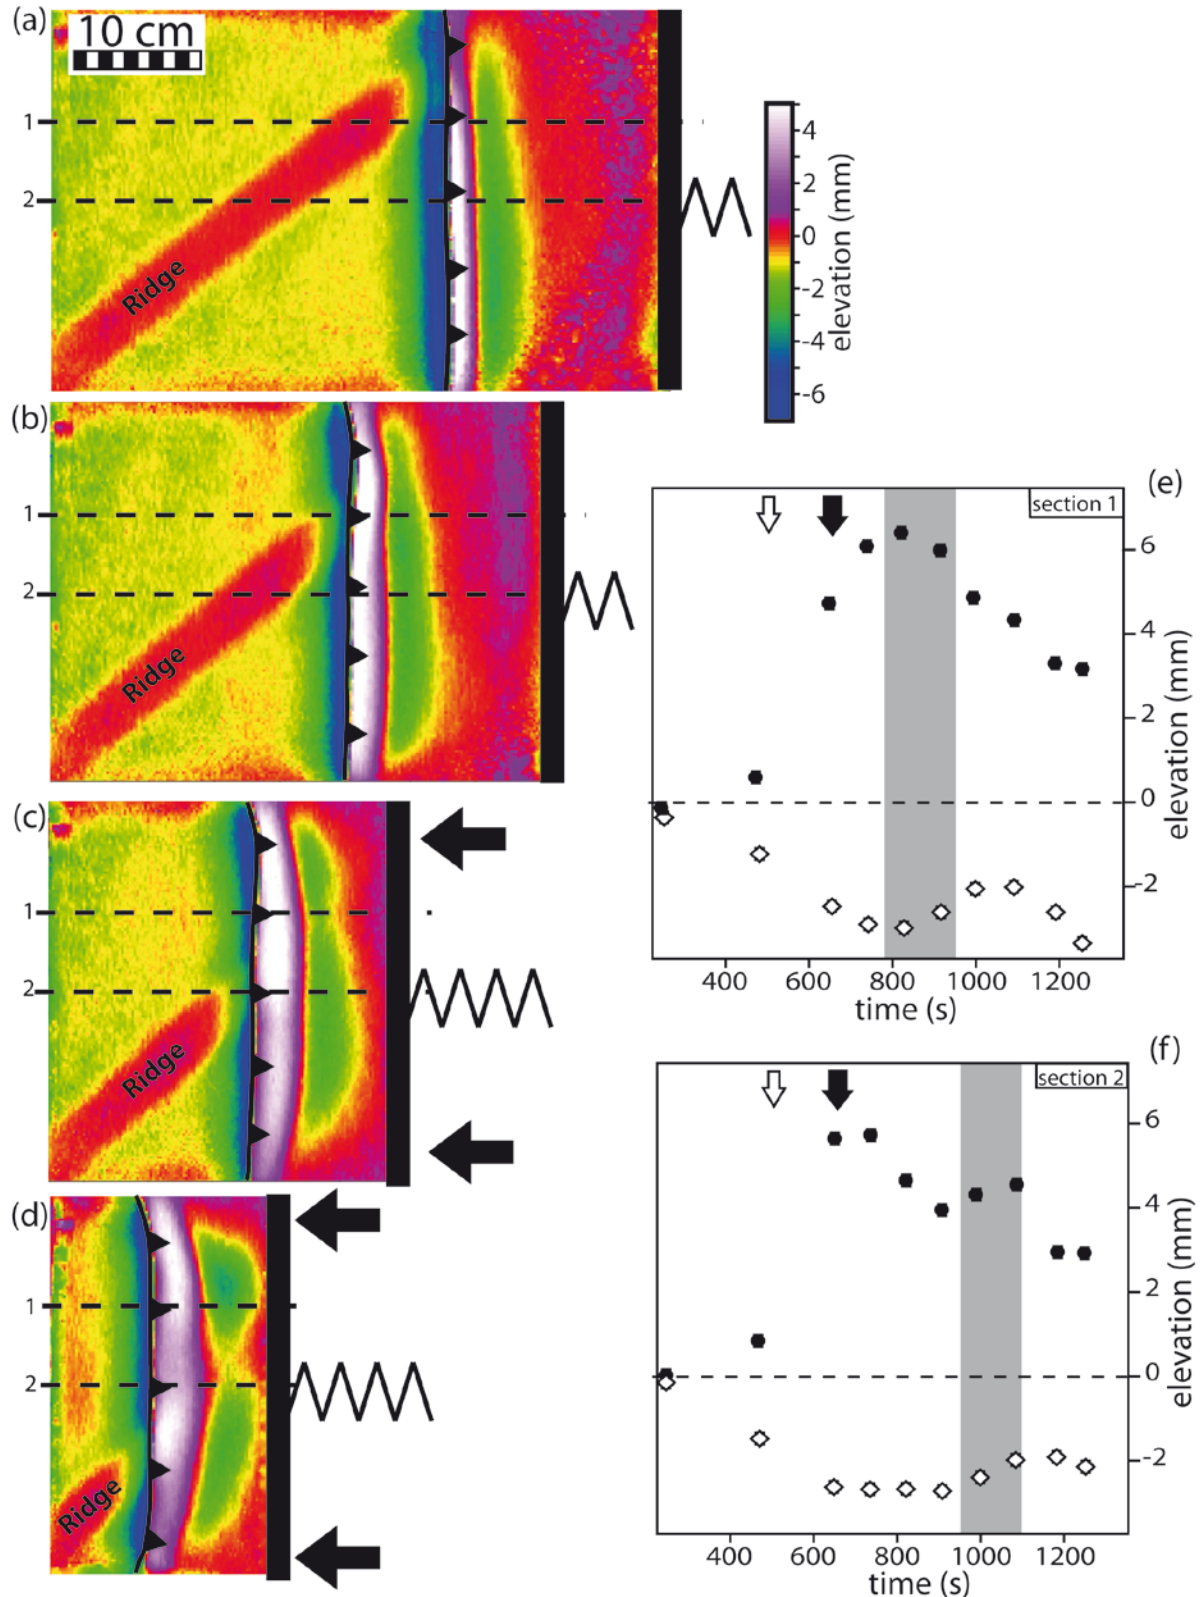 (a)
10 cm
1
2
Ridge
4
2
0
-2
-4
-6
elevation (mm)
(b)
1
2
Ridge
(c)
1
2
Ridge
(d)
1
2
Ridge
(e)
section 1
6
4
2
0
-2
elevation (mm)
400 600 800 1000 1200
time (s)
(f)
section 2
6
4
2
0
-2
elevation (mm)
400 600 800 1000 1200
time (s)